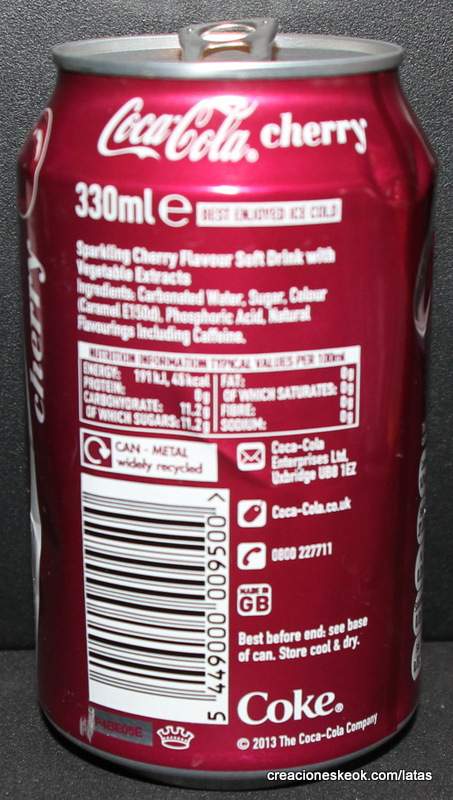 Coca-Cola cherry
330ml e BEST ENJOYED ICE COLD
Sparkling Cherry Flavour Soft Drink with
Vegetable Extracts
Ingredients: Carbonated Water, Sugar, Colour
(Caramel E150d), Phosphoric Acid, Natural
Flavourings Including Caffeine.
NUTRITION INFORMATION TYPICAL VALUES PER 100ml
ENERGY: 191kJ, 45kcal
PROTEIN: 0g
CARBOHYDRATE: 11.2g
OF WHICH SUGARS: 11.2g
FAT: 0g
OF WHICH SATURATES: 0g
FIBRE: 0g
SODIUM: 0g
CAN - METAL
widely recycled
Coca-Cola
Enterprises Ltd,
Uxbridge UB8 1EZ
Coca-Cola.co.uk
0800 227711
MADE IN
GB
Best before end: see base
of can. Store cool & dry.
5 449000 009500 >
Coke®
© 2013 The Coca-Cola Company
cherry
creacioneskeok.com/latas